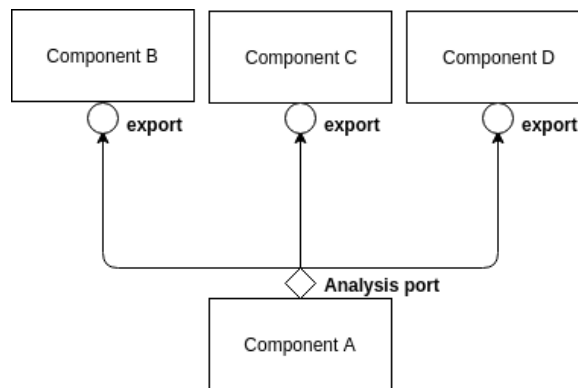 Component B
Component C
Component D
export
export
export
Analysis port
Component A